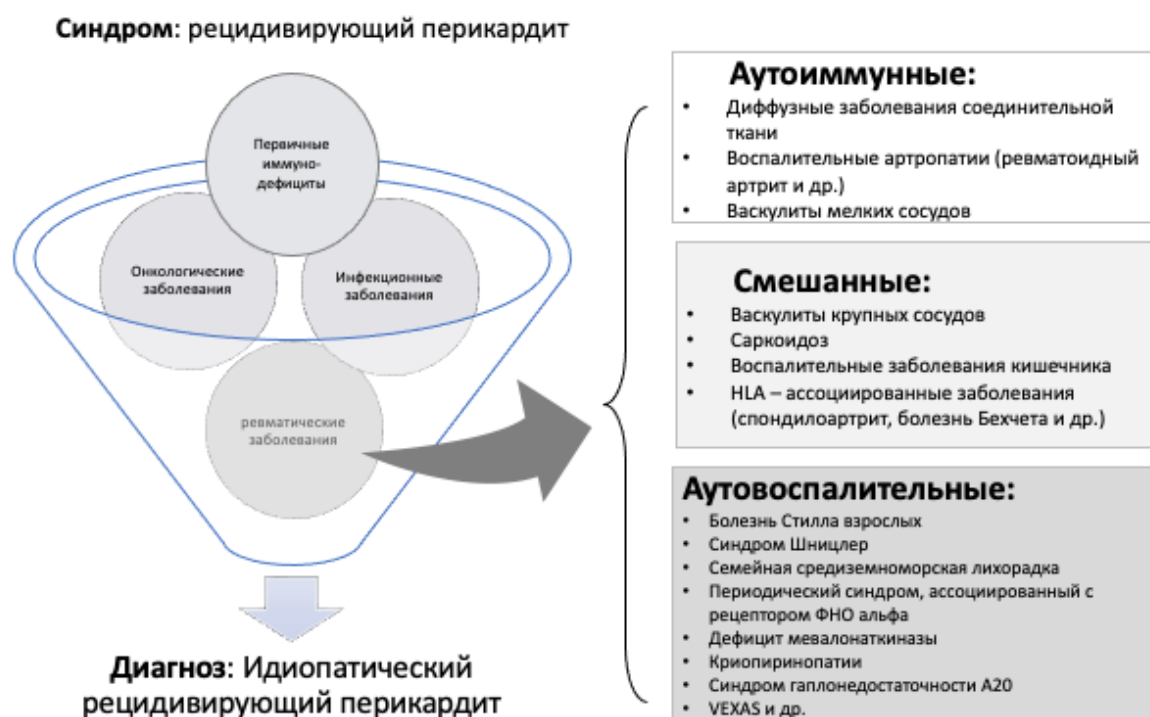 Синдром: рецидивирующий перикардит
Первичные
иммуно-
дефициты
Онкологические
заболевания
Инфекционные
заболевания
ревматические
заболевания
Диагноз: Идиопатический
рецидивирующий перикардит
Аутоиммунные:
• Диффузные заболевания соединительной
ткани
• Воспалительные артропатии (ревматоидный
артрит и др.)
• Васкулиты мелких сосудов
Смешанные:
• Васкулиты крупных сосудов
• Саркоидоз
• Воспалительные заболевания кишечника
• HLA – ассоциированные заболевания
(спондилоартрит, болезнь Бехчета и др.)
Аутовоспалительные:
• Болезнь Стилла взрослых
• Синдром Шницлер
• Семейная средиземноморская лихорадка
• Периодический синдром, ассоциированный с
рецептором ФНО альфа
• Дефицит мевалонаткиназы
• Криопиринопатии
• Синдром гаплонедостаточности А20
• VEXAS и др.